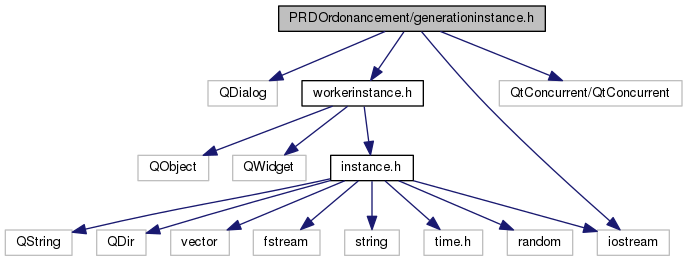 PRDOrdonancement/generationinstance.h
QDialog
workerinstance.h
QtConcurrent/QtConcurrent
QObject
QWidget
instance.h
QString
QDir
vector
fstream
string
time.h
random
iostream